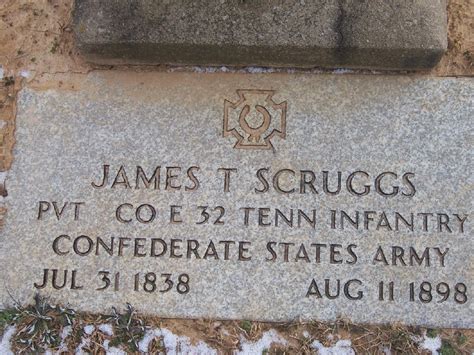 JAMES T SCRUGGS
PVT CO E 32 TENN INFANTRY
CONFEDERATE STATES ARMY
JUL 31 1838 AUG 11 1898